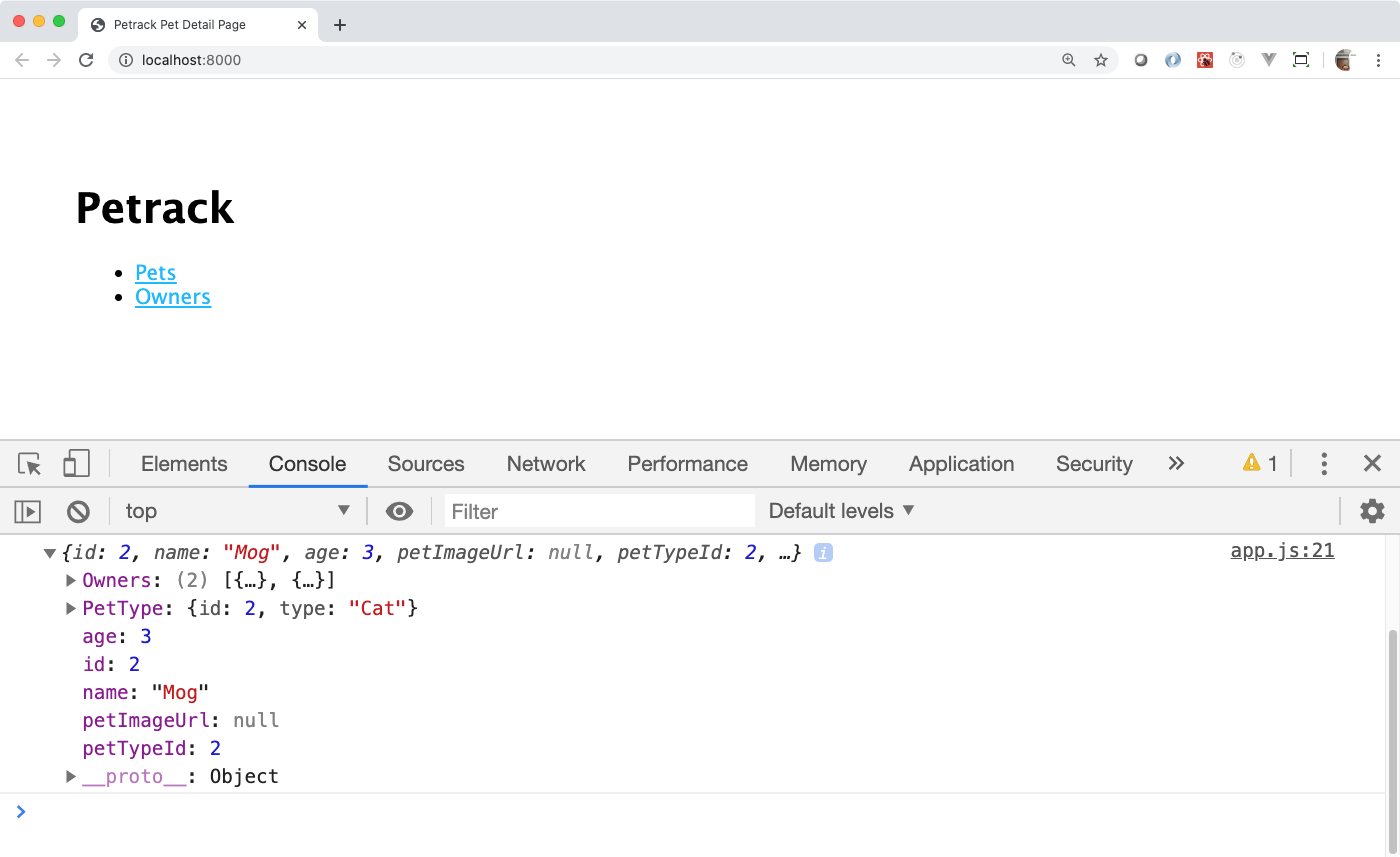 Petrack Pet Detail Page
localhost:8000
Petrack
Pets
Owners
Elements Console Sources Network Performance Memory Application Security » 1
top Filter Default levels
{id: 2, name: "Mog", age: 3, petImageUrl: null, petTypeId: 2, …} i app.js:21
Owners: (2) [{…}, {…}]
PetType: {id: 2, type: "Cat"}
age: 3
id: 2
name: "Mog"
petImageUrl: null
petTypeId: 2
__proto__: Object